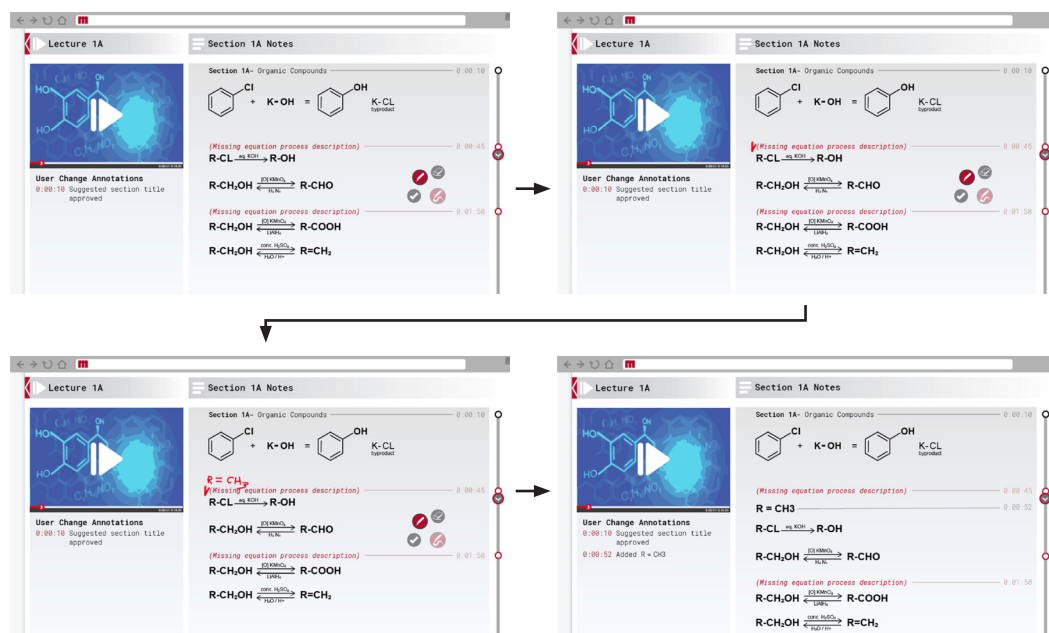 Lecture 1A
Section 1A Notes
Section 1A- Organic Compounds 0:00:10
Cl
OH
+ K-OH =
K-CL
byproduct
HO
OH
HO
(Missing equation process description) 0:00:45
R-CL aq. KOH R-OH
User Change Annotations
0:00:10 Suggested section title
approved
R-CH₂OH [O] KMnO₄ R-CHO
(Missing equation process description) 0:01:58
R-CH₂OH [O] KMnO₄ R-COOH
LiAlH₄
R-CH₂OH conc. H₂SO₄ R=CH₂
H₂O / H+
Lecture 1A
Section 1A Notes
Section 1A- Organic Compounds 0:00:10
Cl
OH
+ K-OH =
K-CL
byproduct
HO
OH
HO
(Missing equation process description) 0:00:45
R-CL aq. KOH R-OH
User Change Annotations
0:00:10 Suggested section title
approved
R-CH₂OH [O] KMnO₄ R-CHO
(Missing equation process description) 0:01:58
R-CH₂OH [O] KMnO₄ R-COOH
LiAlH₄
R-CH₂OH conc. H₂SO₄ R=CH₂
H₂O / H+
Lecture 1A
Section 1A Notes
Section 1A- Organic Compounds 0:00:10
Cl
OH
+ K-OH =
K-CL
byproduct
HO
OH
HO
R = CH₃
(Missing equation process description) 0:00:45
R-CL aq. KOH R-OH
User Change Annotations
0:00:10 Suggested section title
approved
R-CH₂OH [O] KMnO₄ R-CHO
(Missing equation process description) 0:01:58
R-CH₂OH [O] KMnO₄ R-COOH
LiAlH₄
R-CH₂OH conc. H₂SO₄ R=CH₂
H₂O / H+
Lecture 1A
Section 1A Notes
Section 1A- Organic Compounds 0:00:10
Cl
OH
+ K-OH =
K-CL
byproduct
HO
OH
HO
(Missing equation process description) 0:00:45
R = CH3 0:00:52
R-CL aq. KOH R-OH
User Change Annotations
0:00:10 Suggested section title
approved
0:00:52 Added R = CH3
R-CH₂OH [O] KMnO₄ R-CHO
(Missing equation process description) 0:01:58
R-CH₂OH [O] KMnO₄ R-COOH
LiAlH₄
R-CH₂OH conc. H₂SO₄ R=CH₂
H₂O / H+